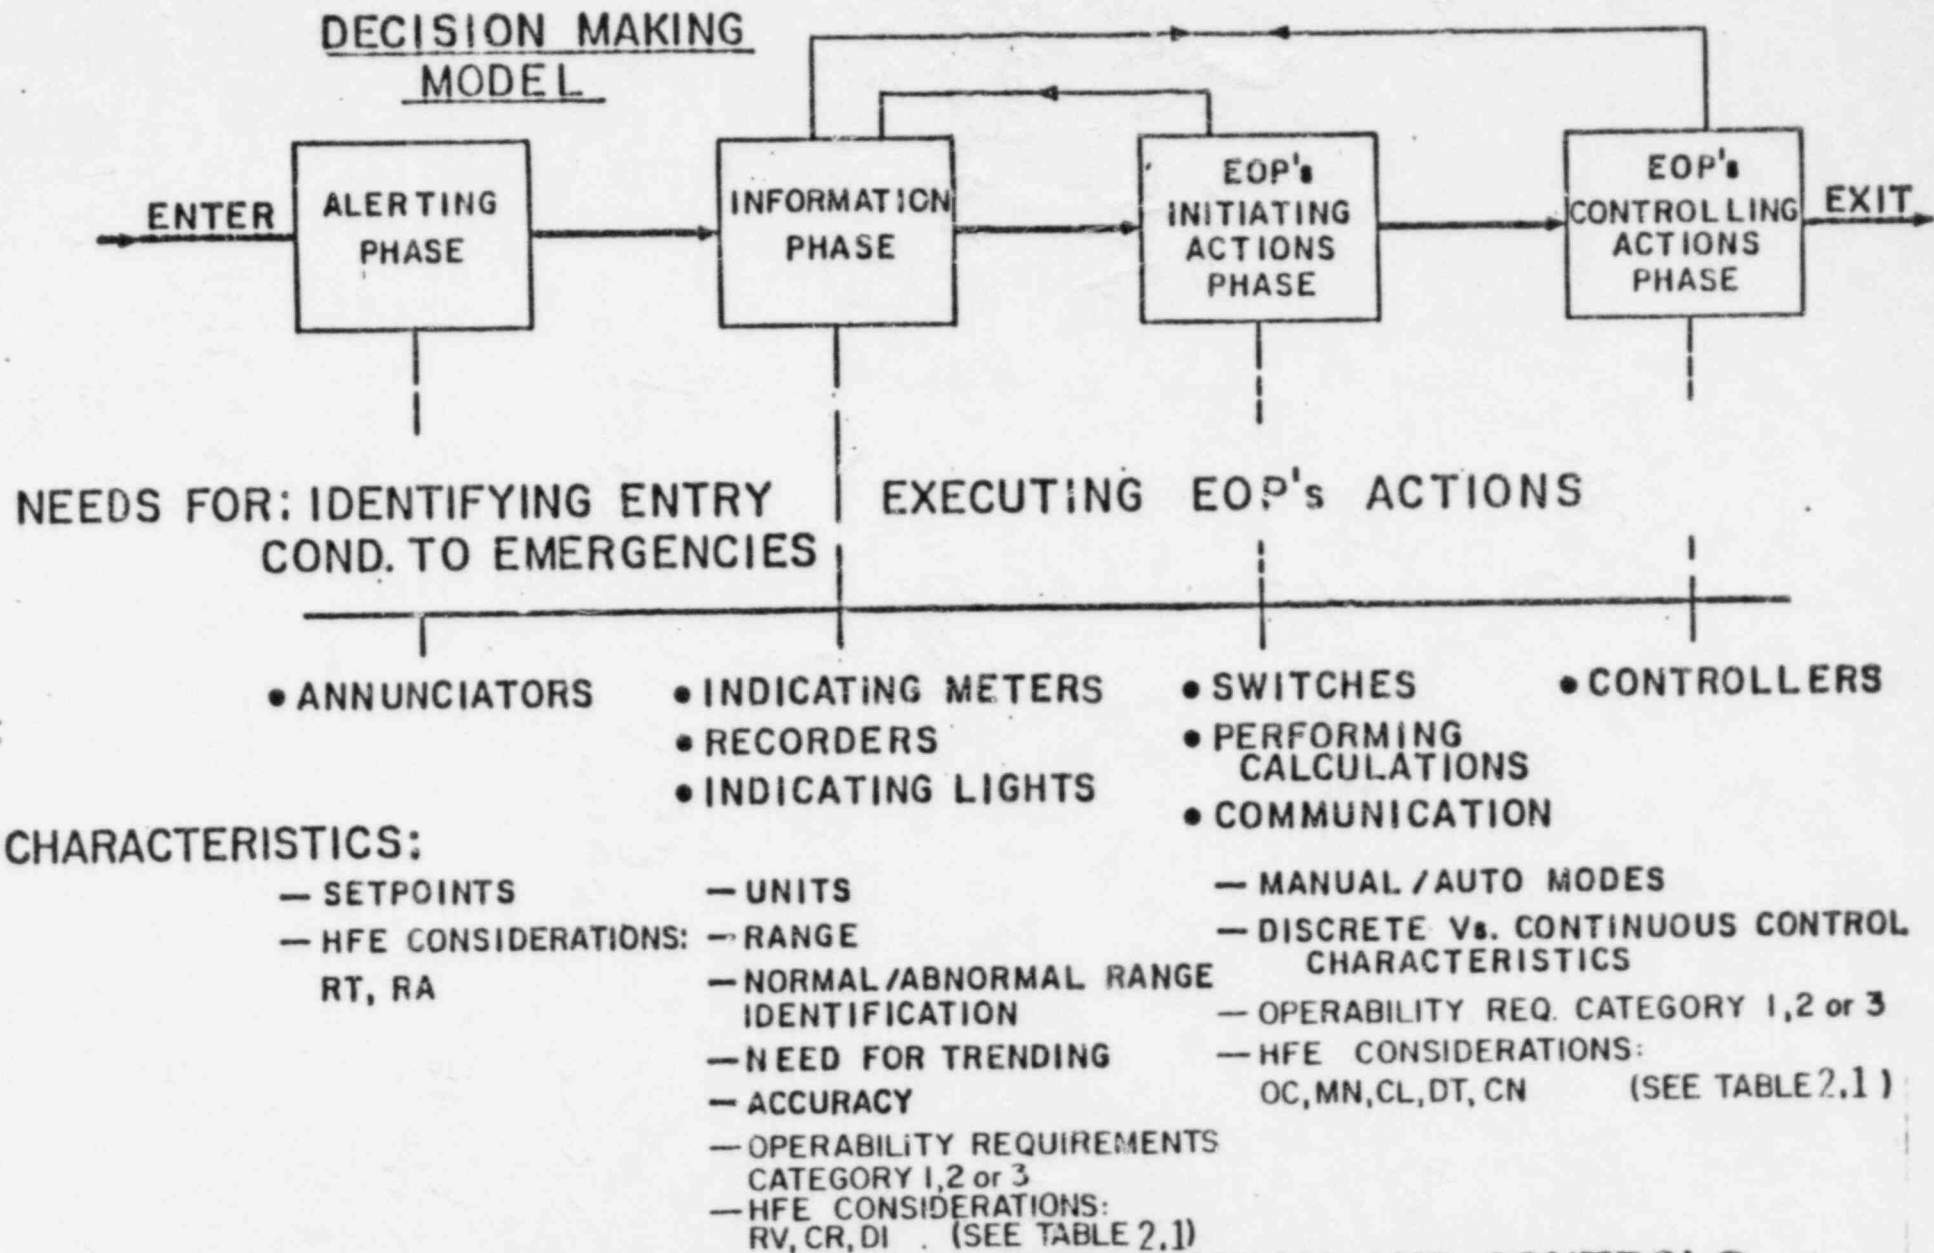 DECISION MAKING
MODEL
ENTER
ALERTING
PHASE
INFORMATION
PHASE
EOP's
INITIATING
ACTIONS
PHASE
EOP's
CONTROLLING
ACTIONS
PHASE
EXIT
NEEDS FOR: IDENTIFYING ENTRY
COND. TO EMERGENCIES
EXECUTING EOP's ACTIONS
• ANNUNCIATORS
• INDICATING METERS
• RECORDERS
• INDICATING LIGHTS
• SWITCHES
• PERFORMING
CALCULATIONS
• COMMUNICATION
• CONTROLLERS
CHARACTERISTICS:
— SETPOINTS
— HFE CONSIDERATIONS:
RT, RA
— UNITS
— RANGE
— NORMAL/ABNORMAL RANGE
IDENTIFICATION
— NEED FOR TRENDING
— ACCURACY
— OPERABILITY REQUIREMENTS
CATEGORY 1,2 or 3
— HFE CONSIDERATIONS:
RV, CR, DI . (SEE TABLE 2.1)
— MANUAL/AUTO MODES
— DISCRETE Vs. CONTINUOUS CONTROL
CHARACTERISTICS
— OPERABILITY REQ. CATEGORY 1,2 or 3
— HFE CONSIDERATIONS:
OC, MN, CL, DT, CN (SEE TABLE 2.1)